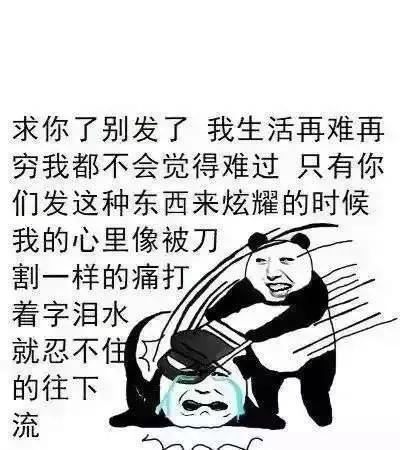 求你了别发了 我生活再难再
穷我都不会觉得难过 只有你
们发这种东西来炫耀的时候
我的心里像被刀
割一样的痛打
着字泪水
就忍不住
的往下
流